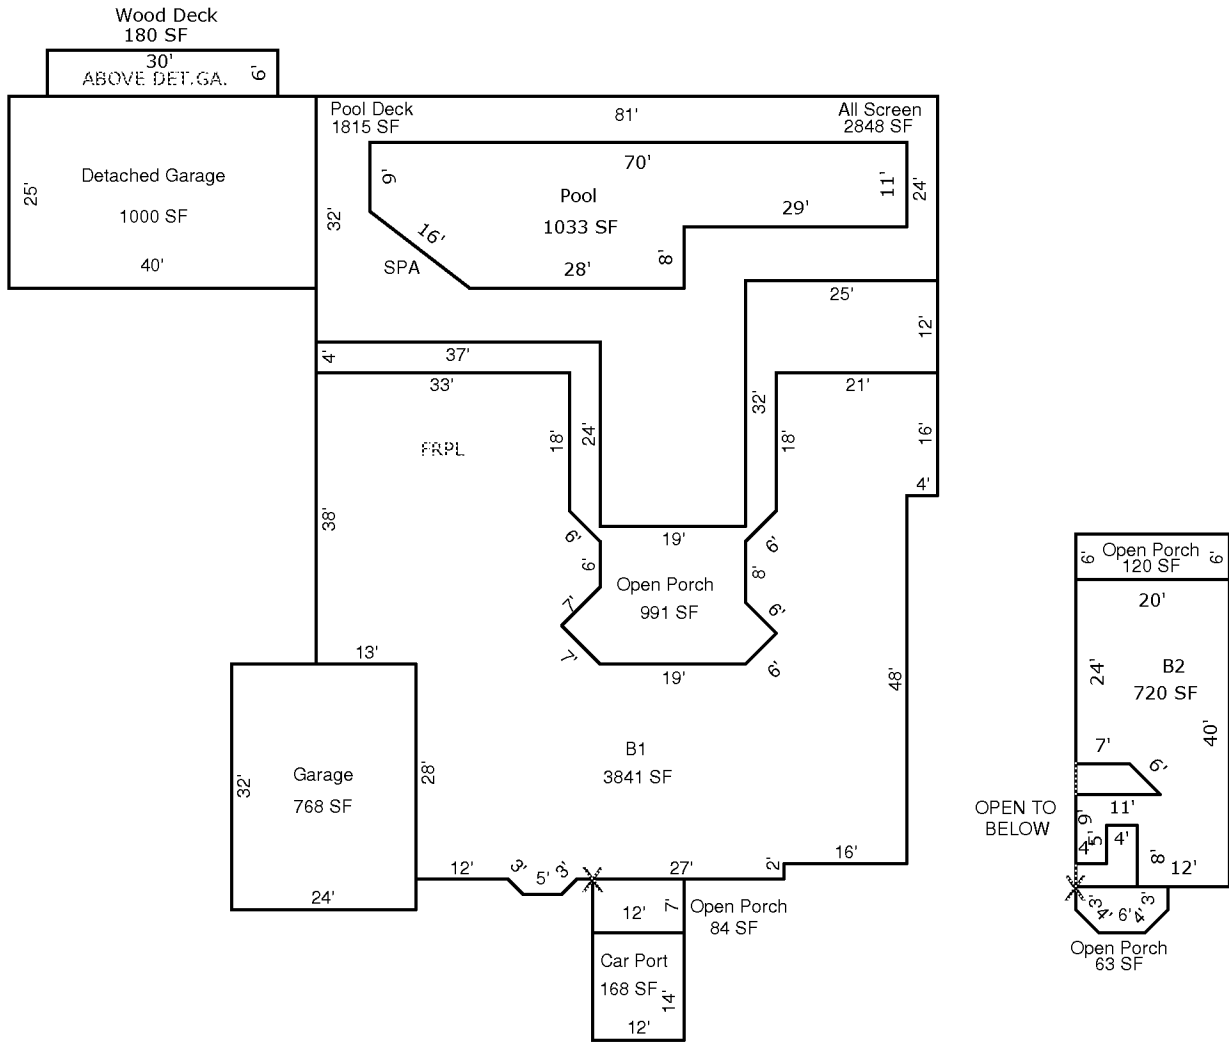 Wood Deck
180 SF
30'
6'
ABOVE DET.GA.
Pool Deck
1815 SF
81'
All Screen
2848 SF
25'
Detached Garage
1000 SF
40'
32'
9'
70'
Pool
1033 SF
11'
24'
29'
16'
SPA
28'
8'
25'
12'
4'
37'
33'
32'
21'
18'
24'
18'
16'
FRPL
4'
38'
6'
19'
6'
6'
8'
Open Porch
991 SF
7'
6'
7'
19'
6'
48'
13'
32'
Garage
768 SF
28'
B1
3841 SF
24'
12'
3'
5'
3'
27'
2'
16'
12'
7'
Open Porch
84 SF
Car Port
168 SF
14'
12'
6'
Open Porch
120 SF
6'
20'
24'
B2
720 SF
40'
7'
6'
OPEN TO
BELOW
9'
11'
4'
5'
4'
8'
12'
3'
4'
6'
4'
3'
Open Porch
63 SF